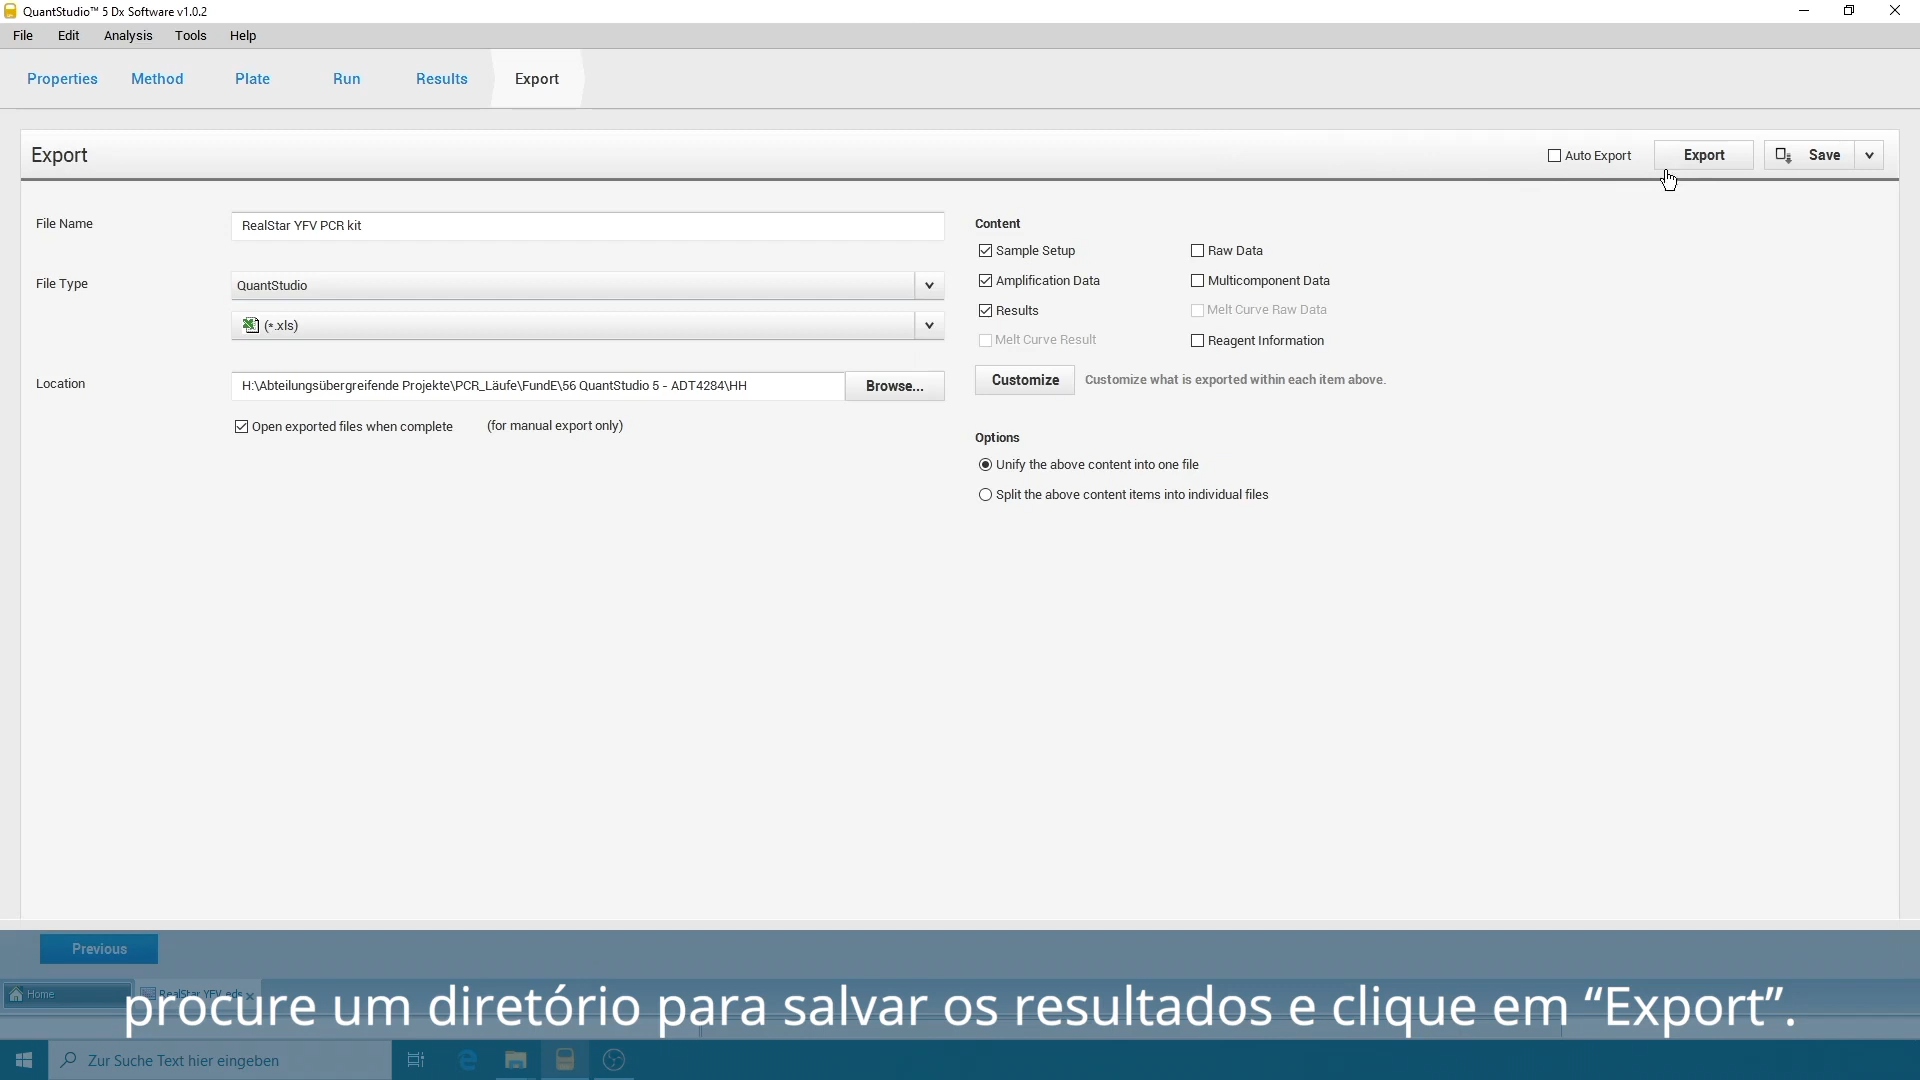 QuantStudio™ 5 Dx Software v1.0.2
File Edit Analysis Tools Help
Properties Method Plate Run Results Export
Export
Auto Export Export Save
File Name RealStar YFV PCR kit
File Type QuantStudio
(*.xls)
Location H:\Abteilungsübergreifende Projekte\PCR_Läufe\FundE\56 QuantStudio 5 - ADT4284\HH Browse...
Open exported files when complete (for manual export only)
Content
Sample Setup Raw Data
Amplification Data Multicomponent Data
Results Melt Curve Raw Data
Melt Curve Result Reagent Information
Customize Customize what is exported within each item above.
Options
Unify the above content into one file
Split the above content items into individual files
Previous
Home RealStar YFV.eds
procure um diretório para salvar os resultados e clique em “Export”.
Zur Suche Text hier eingeben